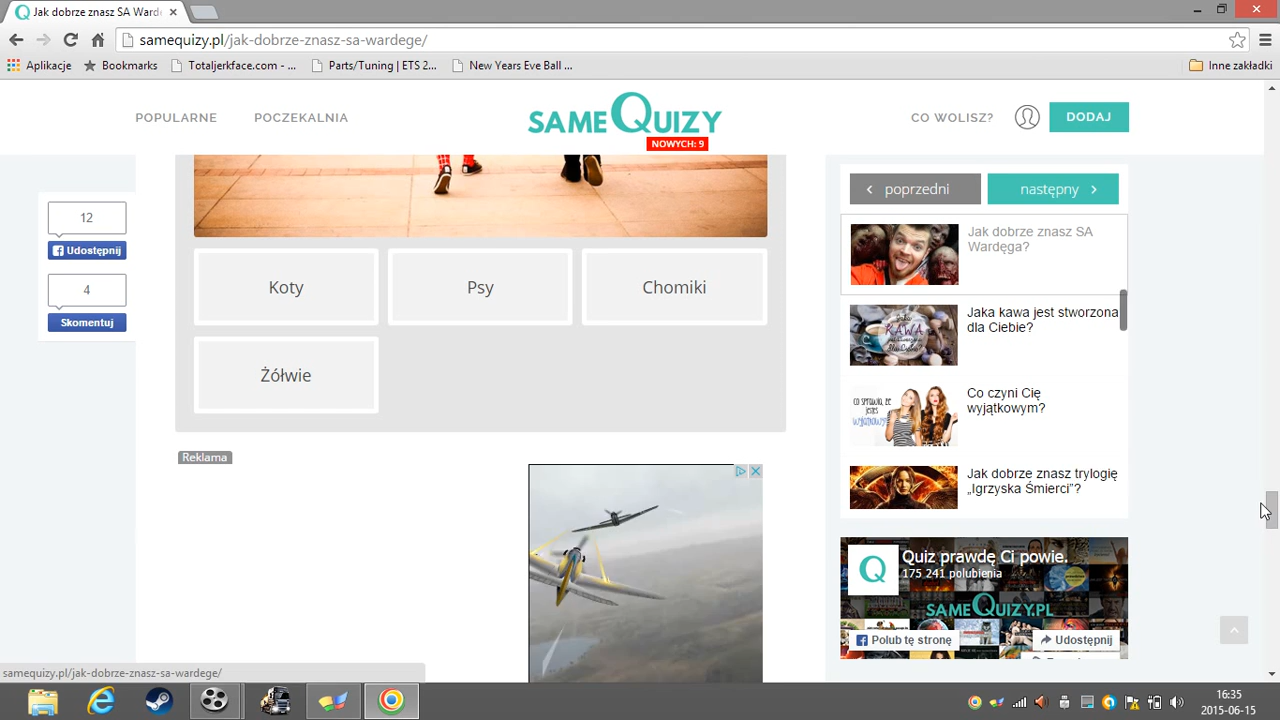 Jak dobrze znasz SA Ward
samequizy.pl/jak-dobrze-znasz-sa-wardege/
Aplikacje
Bookmarks
Totaljerkface.com - ...
Parts/Tuning | ETS 2...
New Years Eve Ball ...
Inne zakładki
POPULARNE
POCZEKALNIA
SAMEQUIZY
NOWYCH: 9
CO WOLISZ?
DODAJ
12
Udostępnij
4
Skomentuj
Koty
Psy
Chomiki
Żółwie
Reklama
poprzedni
następny
Jak dobrze znasz SA
Wardęga?
Jaka kawa jest stworzona
dla Ciebie?
Co czyni Cię
wyjątkowym?
Jak dobrze znasz trylogię
„Igrzyska Śmierci”?
Q
Quiz prawdę Ci powie.
175 241 polubienia
SAMEQUIZY.PL
Polub tę stronę
Udostępnij
samequizy.pl/jak-dobrze-znasz-sa-wardege/
16:35
2015-06-15